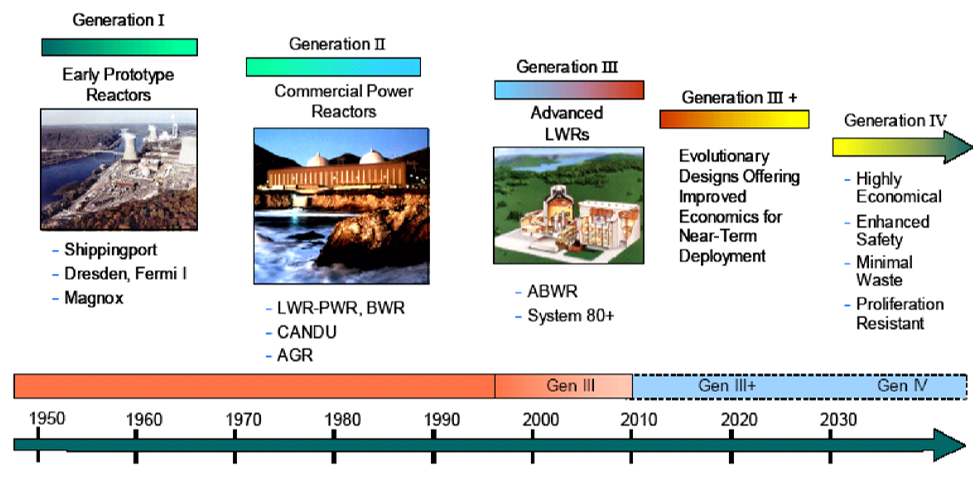 Generation I
Early Prototype
Reactors
- Shippingport
- Dresden, Fermi I
- Magnox
Generation II
Commercial Power
Reactors
- LWR-PWR, BWR
- CANDU
- AGR
Generation III
Advanced
LWRs
- ABWR
- System 80+
Generation III +
Evolutionary
Designs Offering
Improved
Economics for
Near-Term
Deployment
Generation IV
- Highly
Economical
- Enhanced
Safety
- Minimal
Waste
- Proliferation
Resistant
Gen III
Gen III+
Gen IV
1950
1960
1970
1980
1990
2000
2010
2020
2030